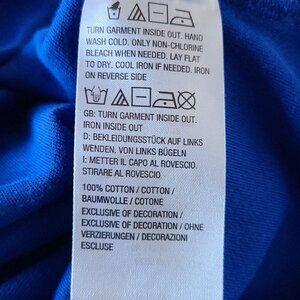 TURN GARMENT INSIDE OUT. HAND
WASH COLD. ONLY NON-CHLORINE
BLEACH WHEN NEEDED. LAY FLAT
TO DRY. COOL IRON IF NEEDED. IRON
ON REVERSE SIDE
GB: TURN GARMENT INSIDE OUT.
IRON INSIDE OUT
D: BEKLEIDUNGSSTÜCK AUF LINKS
WENDEN. VON LINKS BÜGELN
I: METTER IL CAPO AL ROVESCIO.
STIRARE AL ROVESCIO
100% COTTON / COTTON /
BAUMWOLLE / COTONE
EXCLUSIVE OF DECORATION /
EXCLUSIVE OF DECORATION / OHNE
VERZIERUNGEN / DECORAZIONI
ESCLUSE